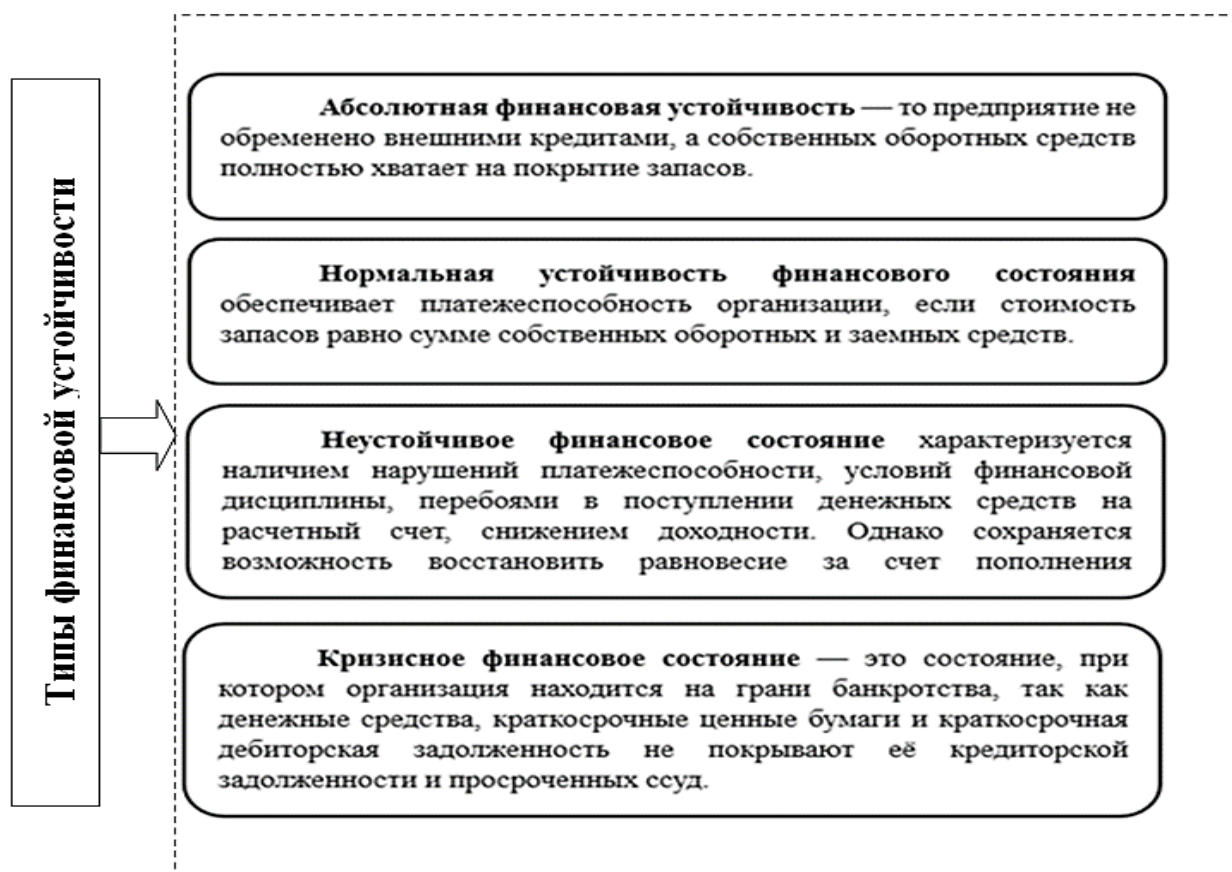 Типы финансовой устойчивости
Абсолютная финансовая устойчивость — то предприятие не
обременено внешними кредитами, а собственных оборотных средств
полностью хватает на покрытие запасов.
Нормальная устойчивость финансового состояния
обеспечивает платежеспособность организации, если стоимость
запасов равно сумме собственных оборотных и заемных средств.
Неустойчивое финансовое состояние характеризуется
наличием нарушений платежеспособности, условий финансовой
дисциплины, перебоями в поступлении денежных средств на
расчетный счет, снижением доходности. Однако сохраняется
возможность восстановить равновесие за счет пополнения
Кризисное финансовое состояние — это состояние, при
котором организация находится на грани банкротства, так как
денежные средства, краткосрочные ценные бумаги и краткосрочная
дебиторская задолженность не покрывают её кредиторской
задолженности и просроченных ссуд.